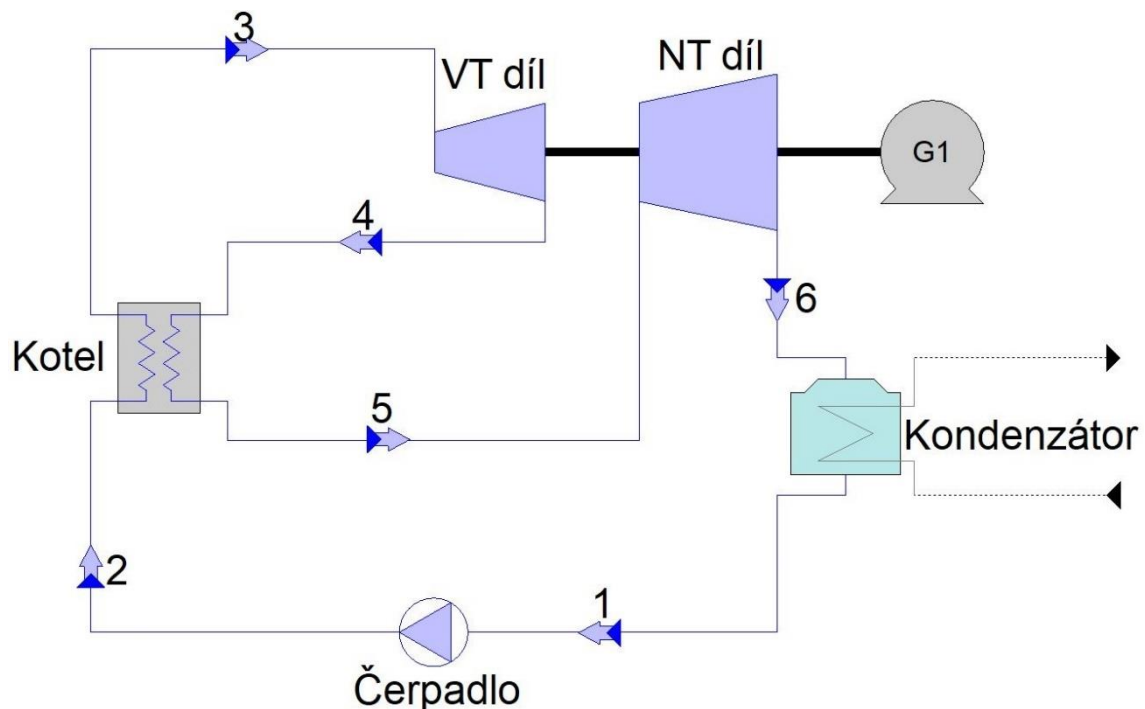 3
VT díl
NT díl
G1
4
6
Kotel
5
Kondenzátor
2
1
Čerpadlo